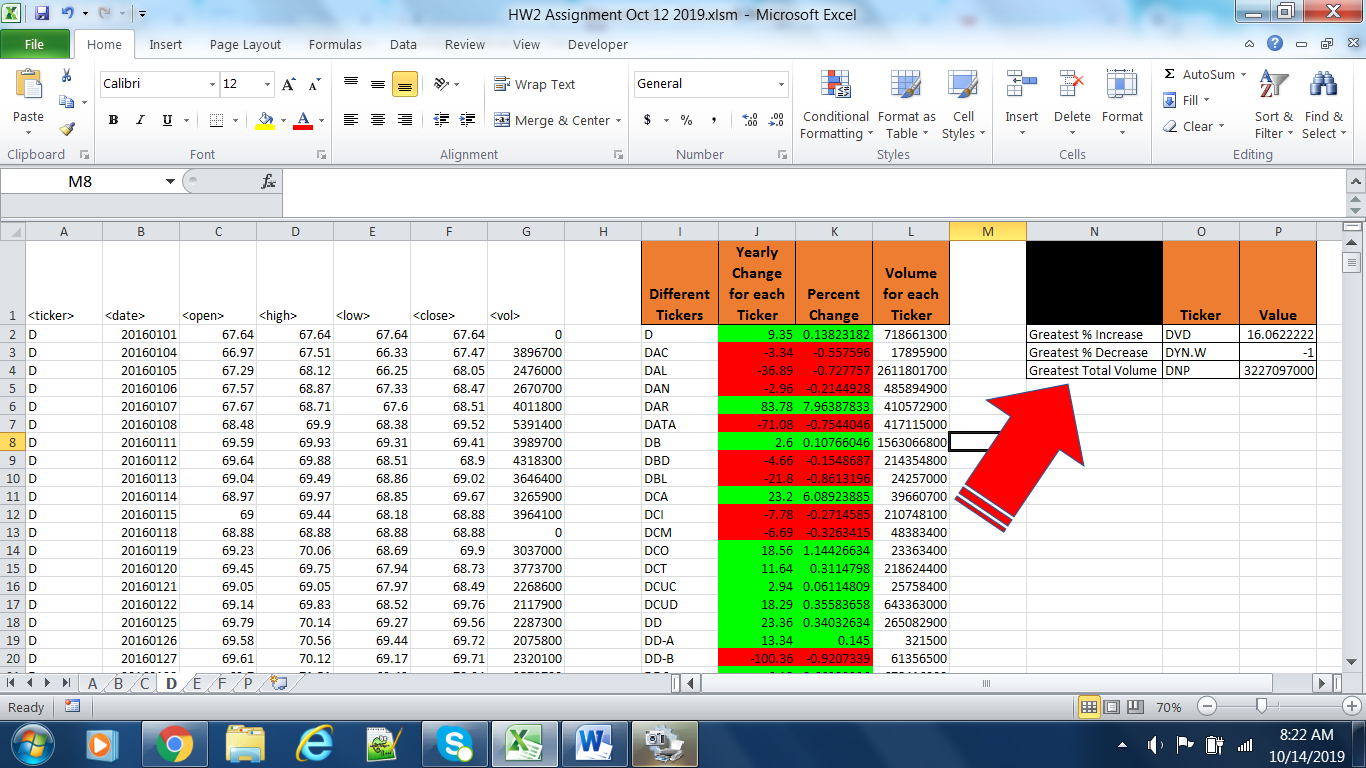 HW2 Assignment Oct 12 2019.xlsm - Microsoft Excel
File Home Insert Page Layout Formulas Data Review View Developer
Paste
Clipboard
Calibri 12
B I U A
Font
Wrap Text
Merge & Center
Alignment
General
$ % ,
Number
Conditional Formatting
Format as Table
Cell Styles
Styles
Insert Delete Format
Cells
Σ AutoSum
Fill
Clear
Sort & Filter
Find & Select
Editing
M8 fx
A B C D E F G H I J K L M N O P
1 <ticker> <date> <open> <high> <low> <close> <vol> Different Tickers Yearly Change for each Ticker Percent Change Volume for each Ticker Ticker Value
2 D 20160101 67.64 67.64 67.64 67.64 0 D 9.35 0.13823182 718661300 Greatest % Increase DVD 16.0622222
3 D 20160104 66.97 67.51 66.33 67.47 3896700 DAC -3.34 -0.557596 17895900 Greatest % Decrease DYN.W -1
4 D 20160105 67.29 68.12 66.25 68.05 2476000 DAL -36.89 -0.727757 2611801700 Greatest Total Volume DNP 3227097000
5 D 20160106 67.57 68.87 67.33 68.47 2670700 DAN -2.96 -0.2144928 485894900
6 D 20160107 67.67 68.71 67.6 68.51 4011800 DAR 83.78 7.96387833 410572900
7 D 20160108 68.48 69.9 68.38 69.52 5391400 DATA -71.08 -0.7544046 417115000
8 D 20160111 69.59 69.93 69.31 69.41 3989700 DB 2.6 0.10766046 1563066800
9 D 20160112 69.64 69.88 68.51 68.9 4318300 DBD -4.66 -0.1548687 214354800
10 D 20160113 69.04 69.49 68.86 69.02 3646400 DBL -21.8 -0.8613196 24257000
11 D 20160114 68.97 69.97 68.85 69.67 3265900 DCA 23.2 6.08923885 39660700
12 D 20160115 69 69.44 68.18 68.88 3964100 DCI -7.78 -0.2714585 210748100
13 D 20160118 68.88 68.88 68.88 68.88 0 DCM -6.69 -0.3263415 48383400
14 D 20160119 69.23 70.06 68.69 69.9 3037000 DCO 18.56 1.14426634 23363400
15 D 20160120 69.45 69.75 67.94 68.73 3773700 DCT 11.64 0.3114798 218624400
16 D 20160121 69.05 69.05 67.97 68.49 2268600 DCUC 2.94 0.06114809 25758400
17 D 20160122 69.14 69.83 68.52 69.76 2117900 DCUD 18.29 0.35583658 643363000
18 D 20160125 69.79 70.14 69.27 69.56 2287300 DD 23.36 0.34032634 265082900
19 D 20160126 69.58 70.56 69.44 69.72 2075800 DD-A 13.34 0.145 321500
20 D 20160127 69.61 70.12 69.17 69.71 2320100 DD-B -100.36 -0.9207339 61356500
A B C D E F P
Ready 70%
8:22 AM
10/14/2019